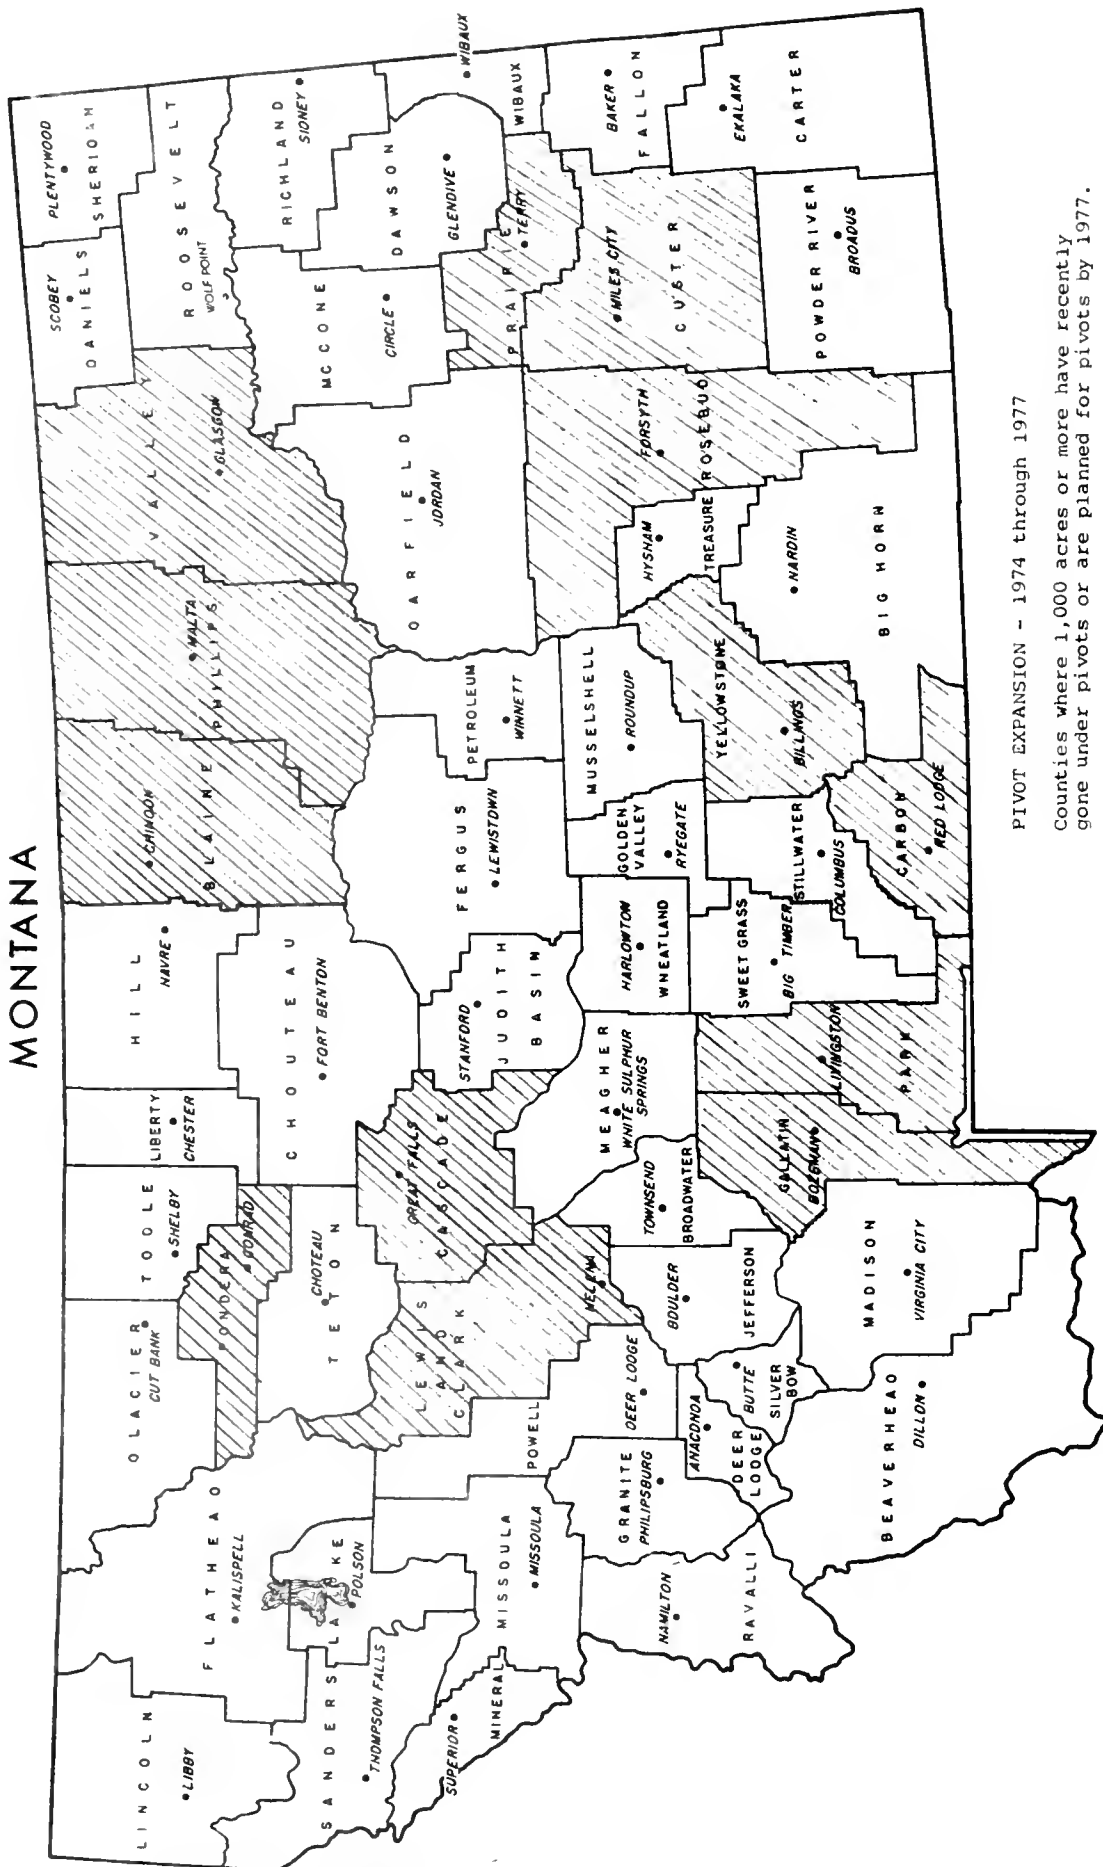 MONTANA
LINCOLN
LIBBY
FLATHEAD
KALISPELL
GLACIER
CUT BANK
TOOLE
SHELBY
LIBERTY
CHESTER
HILL
HAVRE
BLAINE
CHINOOK
PHILLIPS
MALTA
VALLEY
GLASGOW
DANIELS
SCOBEY
SHERIDAN
PLENTYWOOD
ROOSEVELT
WOLF POINT
SANDERS
THOMPSON FALLS
LAKE
POLSON
PONDERA
CONRAD
TETON
CHOTEAU
CHOUTEAU
FORT BENTON
CASCADE
GREAT FALLS
LEWIS
AND
CLARK
HELENA
JUDITH
BASIN
STANFORD
FERGUS
LEWISTOWN
PETROLEUM
WINNETT
GARFIELD
JORDAN
MCCONE
CIRCLE
RICHLAND
SIDNEY
DAWSON
GLENDIVE
WIBAUX
WIBAUX
PRAIRIE
TERRY
MINERAL
SUPERIOR
MISSOULA
MISSOULA
POWELL
DEER LODGE
GRANITE
PHILIPSBURG
RAVALLI
HAMILTON
DEER
LODGE
ANACONDA
SILVER
BOW
BUTTE
JEFFERSON
BOULDER
BROADWATER
TOWNSEND
MEAGHER
WHITE SULPHUR
SPRINGS
WHEATLAND
HARLOWTON
GOLDEN
VALLEY
RYEGATE
MUSSELSHELL
ROUNDUP
TREASURE
HYSHAM
ROSEBUD
FORSYTH
CUSTER
MILES CITY
FALLON
BAKER
BEAVERHEAD
DILLON
MADISON
VIRGINIA CITY
GALLATIN
BOZEMAN
PARK
LIVINGSTON
SWEET GRASS
BIG TIMBER
STILLWATER
COLUMBUS
CARBON
RED LODGE
YELLOWSTONE
BILLINGS
BIG HORN
HARDIN
POWDER RIVER
BROADUS
CARTER
EKALAKA
PIVOT EXPANSION - 1974 through 1977
Counties where 1,000 acres or more have recently
gone under pivots or are planned for pivots by 1977.